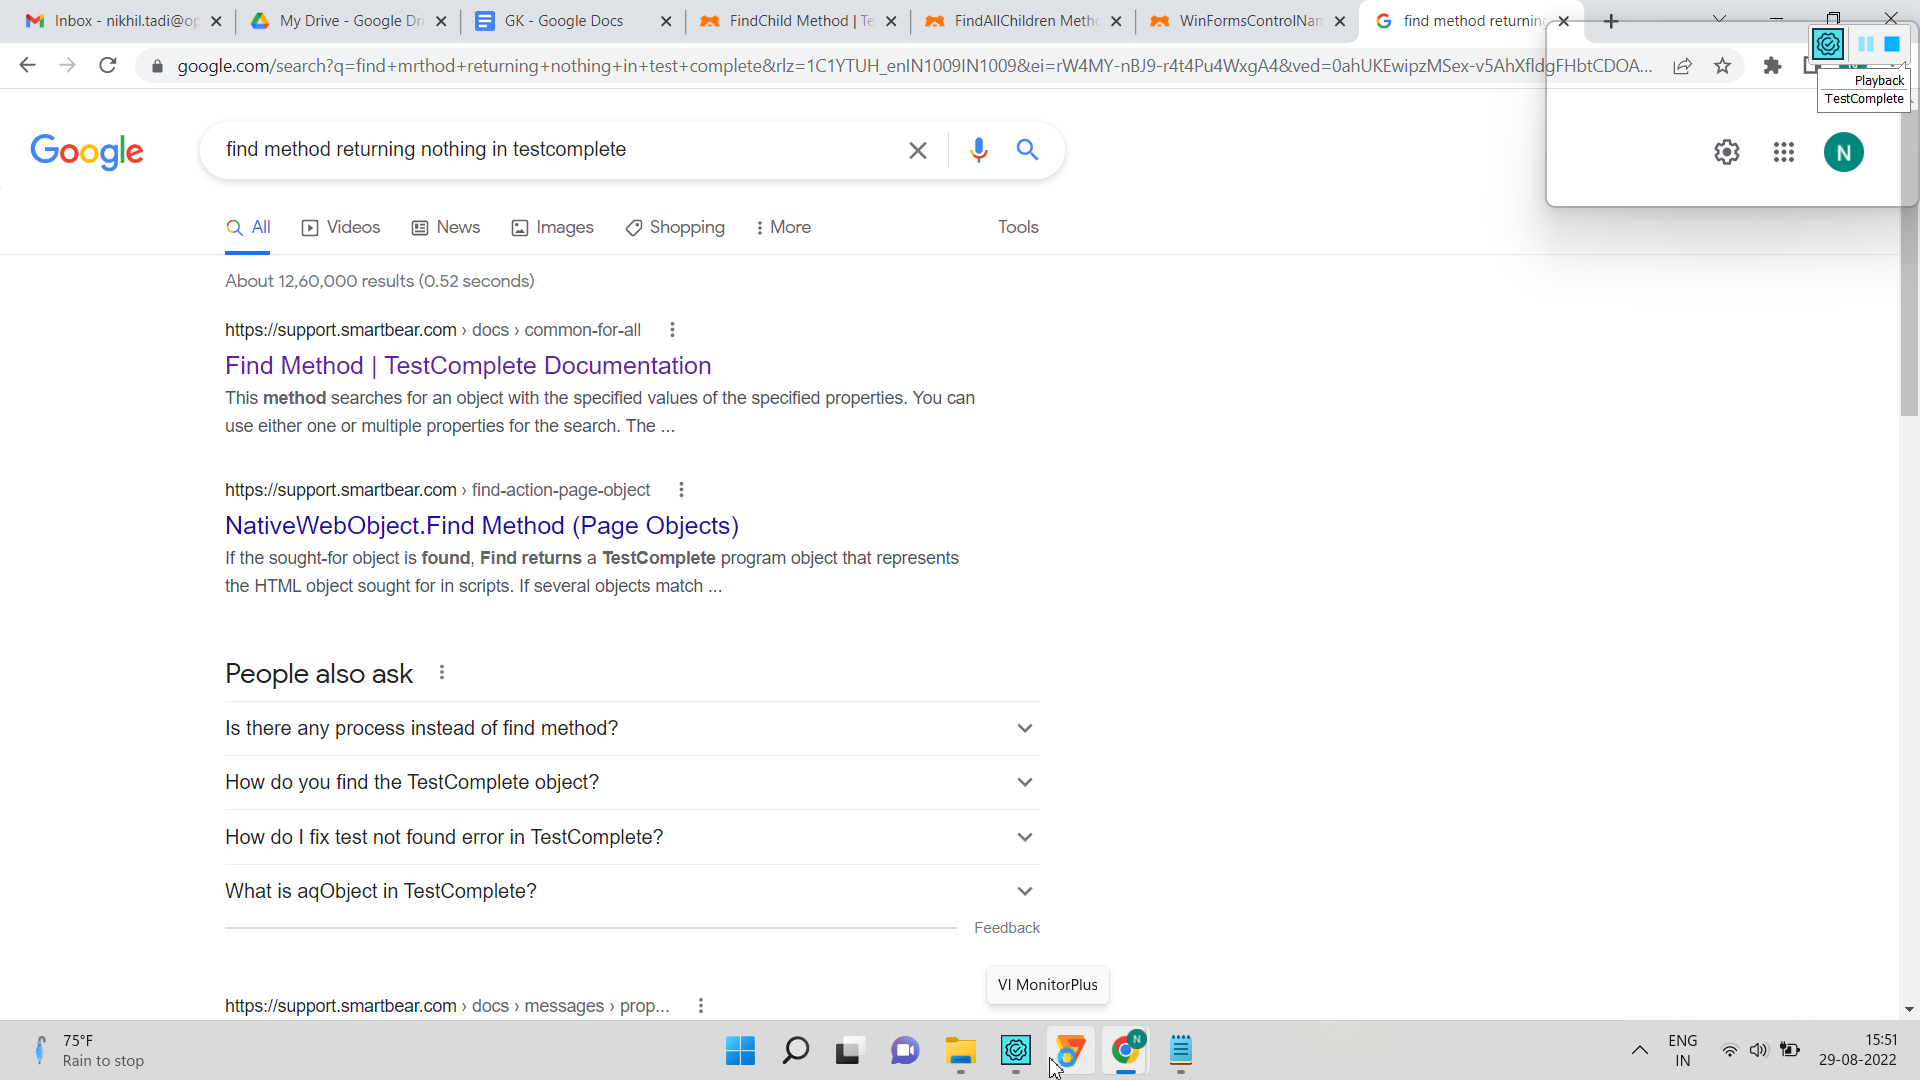 Inbox - nikhil.tadi@op
My Drive - Google Dri
GK - Google Docs
FindChild Method | Te
FindAllChildren Metho
WinFormsControlNam
find method returning
google.com/search?q=find+mrthod+returning+nothing+in+test+complete&rlz=1C1YTUH_enIN1009IN1009&ei=rW4MY-nBJ9-r4t4Pu4WxgA4&ved=0ahUKEwipzMSex-v5AhXfldgFHbtCDOA...
Playback
TestComplete
Google
find method returning nothing in testcomplete
N
All
Videos
News
Images
Shopping
More
Tools
About 12,60,000 results (0.52 seconds)
https://support.smartbear.com › docs › common-for-all
Find Method | TestComplete Documentation
This method searches for an object with the specified values of the specified properties. You can
use either one or multiple properties for the search. The ...
https://support.smartbear.com › find-action-page-object
NativeWebObject.Find Method (Page Objects)
If the sought-for object is found, Find returns a TestComplete program object that represents
the HTML object sought for in scripts. If several objects match ...
People also ask
Is there any process instead of find method?
How do you find the TestComplete object?
How do I fix test not found error in TestComplete?
What is aqObject in TestComplete?
Feedback
VI MonitorPlus
https://support.smartbear.com › docs › messages › prop...
75°F
Rain to stop
N
ENG
IN
15:51
29-08-2022